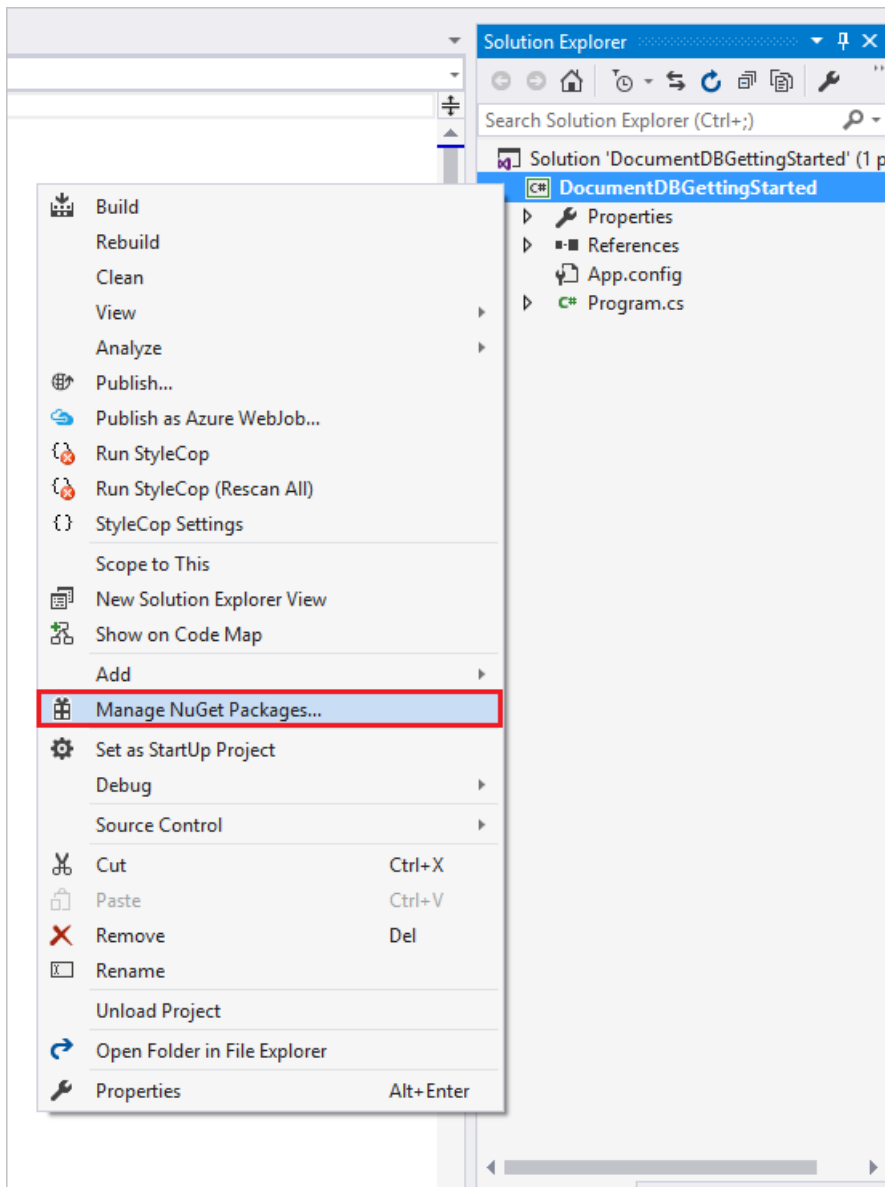 Solution Explorer
Search Solution Explorer (Ctrl+;)
Solution 'DocumentDBGettingStarted' (1 p
C# DocumentDBGettingStarted
Properties
References
App.config
C# Program.cs
Build
Rebuild
Clean
View
Analyze
Publish...
Publish as Azure WebJob...
Run StyleCop
Run StyleCop (Rescan All)
StyleCop Settings
Scope to This
New Solution Explorer View
Show on Code Map
Add
Manage NuGet Packages...
Set as StartUp Project
Debug
Source Control
Cut Ctrl+X
Paste Ctrl+V
Remove Del
Rename
Unload Project
Open Folder in File Explorer
Properties Alt+Enter